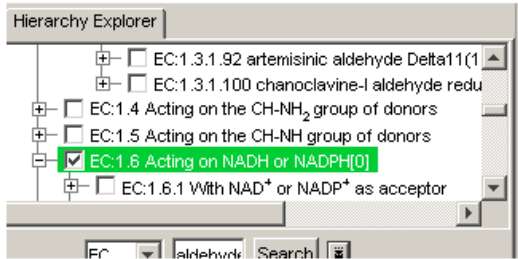 Hierarchy Explorer
EC:1.3.1.92 artemisinic aldehyde Delta11(1
EC:1.3.1.100 chanoclavine-I aldehyde redu
EC:1.4 Acting on the CH-NH₂ group of donors
EC:1.5 Acting on the CH-NH group of donors
EC:1.6 Acting on NADH or NADPH[0]
EC:1.6.1 With NAD⁺ or NADP⁺ as acceptor
EC aldehyde Search